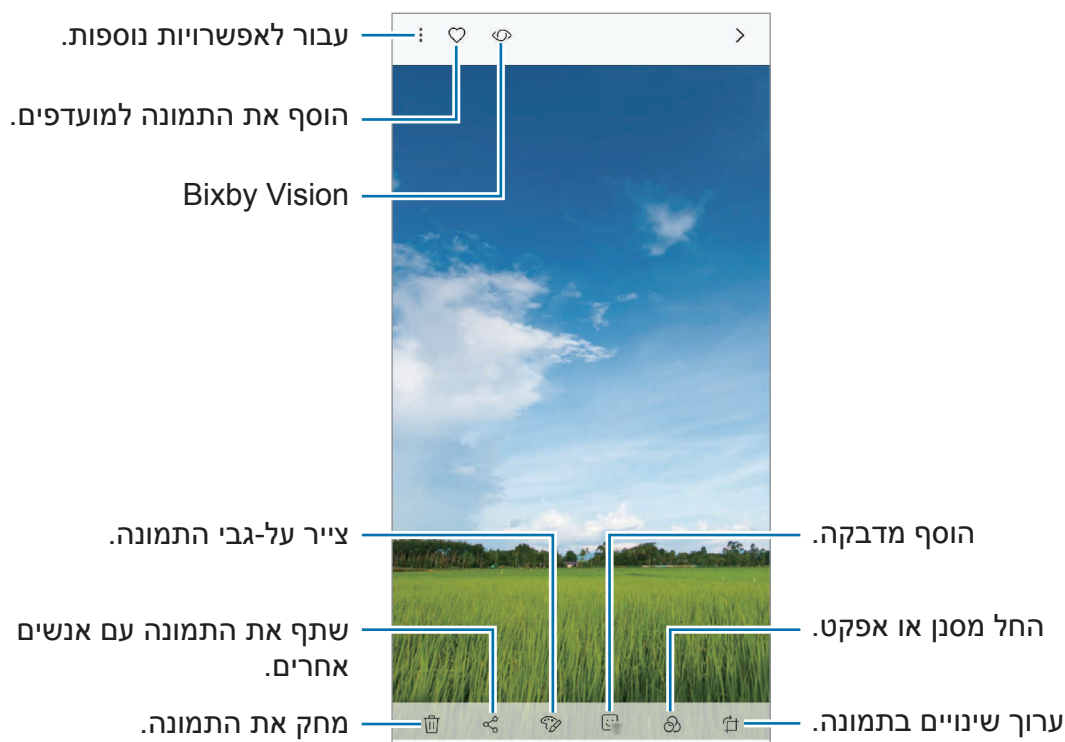 עבור לאפשרויות נוספות.
הוסף את התמונה למועדפים.
Bixby Vision
צייר על-גבי התמונה.
הוסף מדבקה.
שתף את התמונה עם אנשים
אחרים.
החל מסנן או אפקט.
מחק את התמונה.
ערוך שינויים בתמונה.